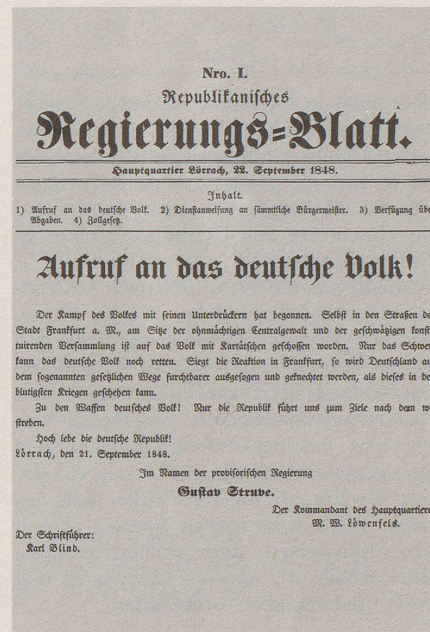 Nro. I.
Republikanisches
Regierungs=Blatt.
Hauptquartier Lörrach, 22. September 1848.
Inhalt.
1) Aufruf an das deutsche Volk. 2) Dienstanweisung an sämmtliche Bürgermeister. 3) Verfügung übe
Abgaben. 4) Zollgesetz.
Aufruf an das deutsche Volk!
Der Kampf des Volkes mit seinen Unterdrückern hat begonnen. Selbst in den Straßen de
Stadt Frankfurt a. M., am Sitze der ohnmächtigen Centralgewalt und der geschwätzigen konst
tuirenden Versammlung ist auf das Volk mit Kartätschen geschossen worden. Nur das Schwe
kann das deutsche Volk noch retten. Siegt die Reaktion in Frankfurt, so wird Deutschland au
dem sogenannten gesetzlichen Wege furchtbarer ausgesogen und geknechtet werden, als dieses in de
blutigsten Kriegen geschehen kann.
Zu den Waffen deutsches Volk! Nur die Republik führt uns zum Ziele nach dem w
streben.
Hoch lebe die deutsche Republik!
Lörrach, den 21. September 1848.
Im Namen der provisorischen Regierung
Gustav Struve.
Der Kommandant des Hauptquartiers
M. W. Löwenfels.
Der Schriftführer:
Karl Blind.